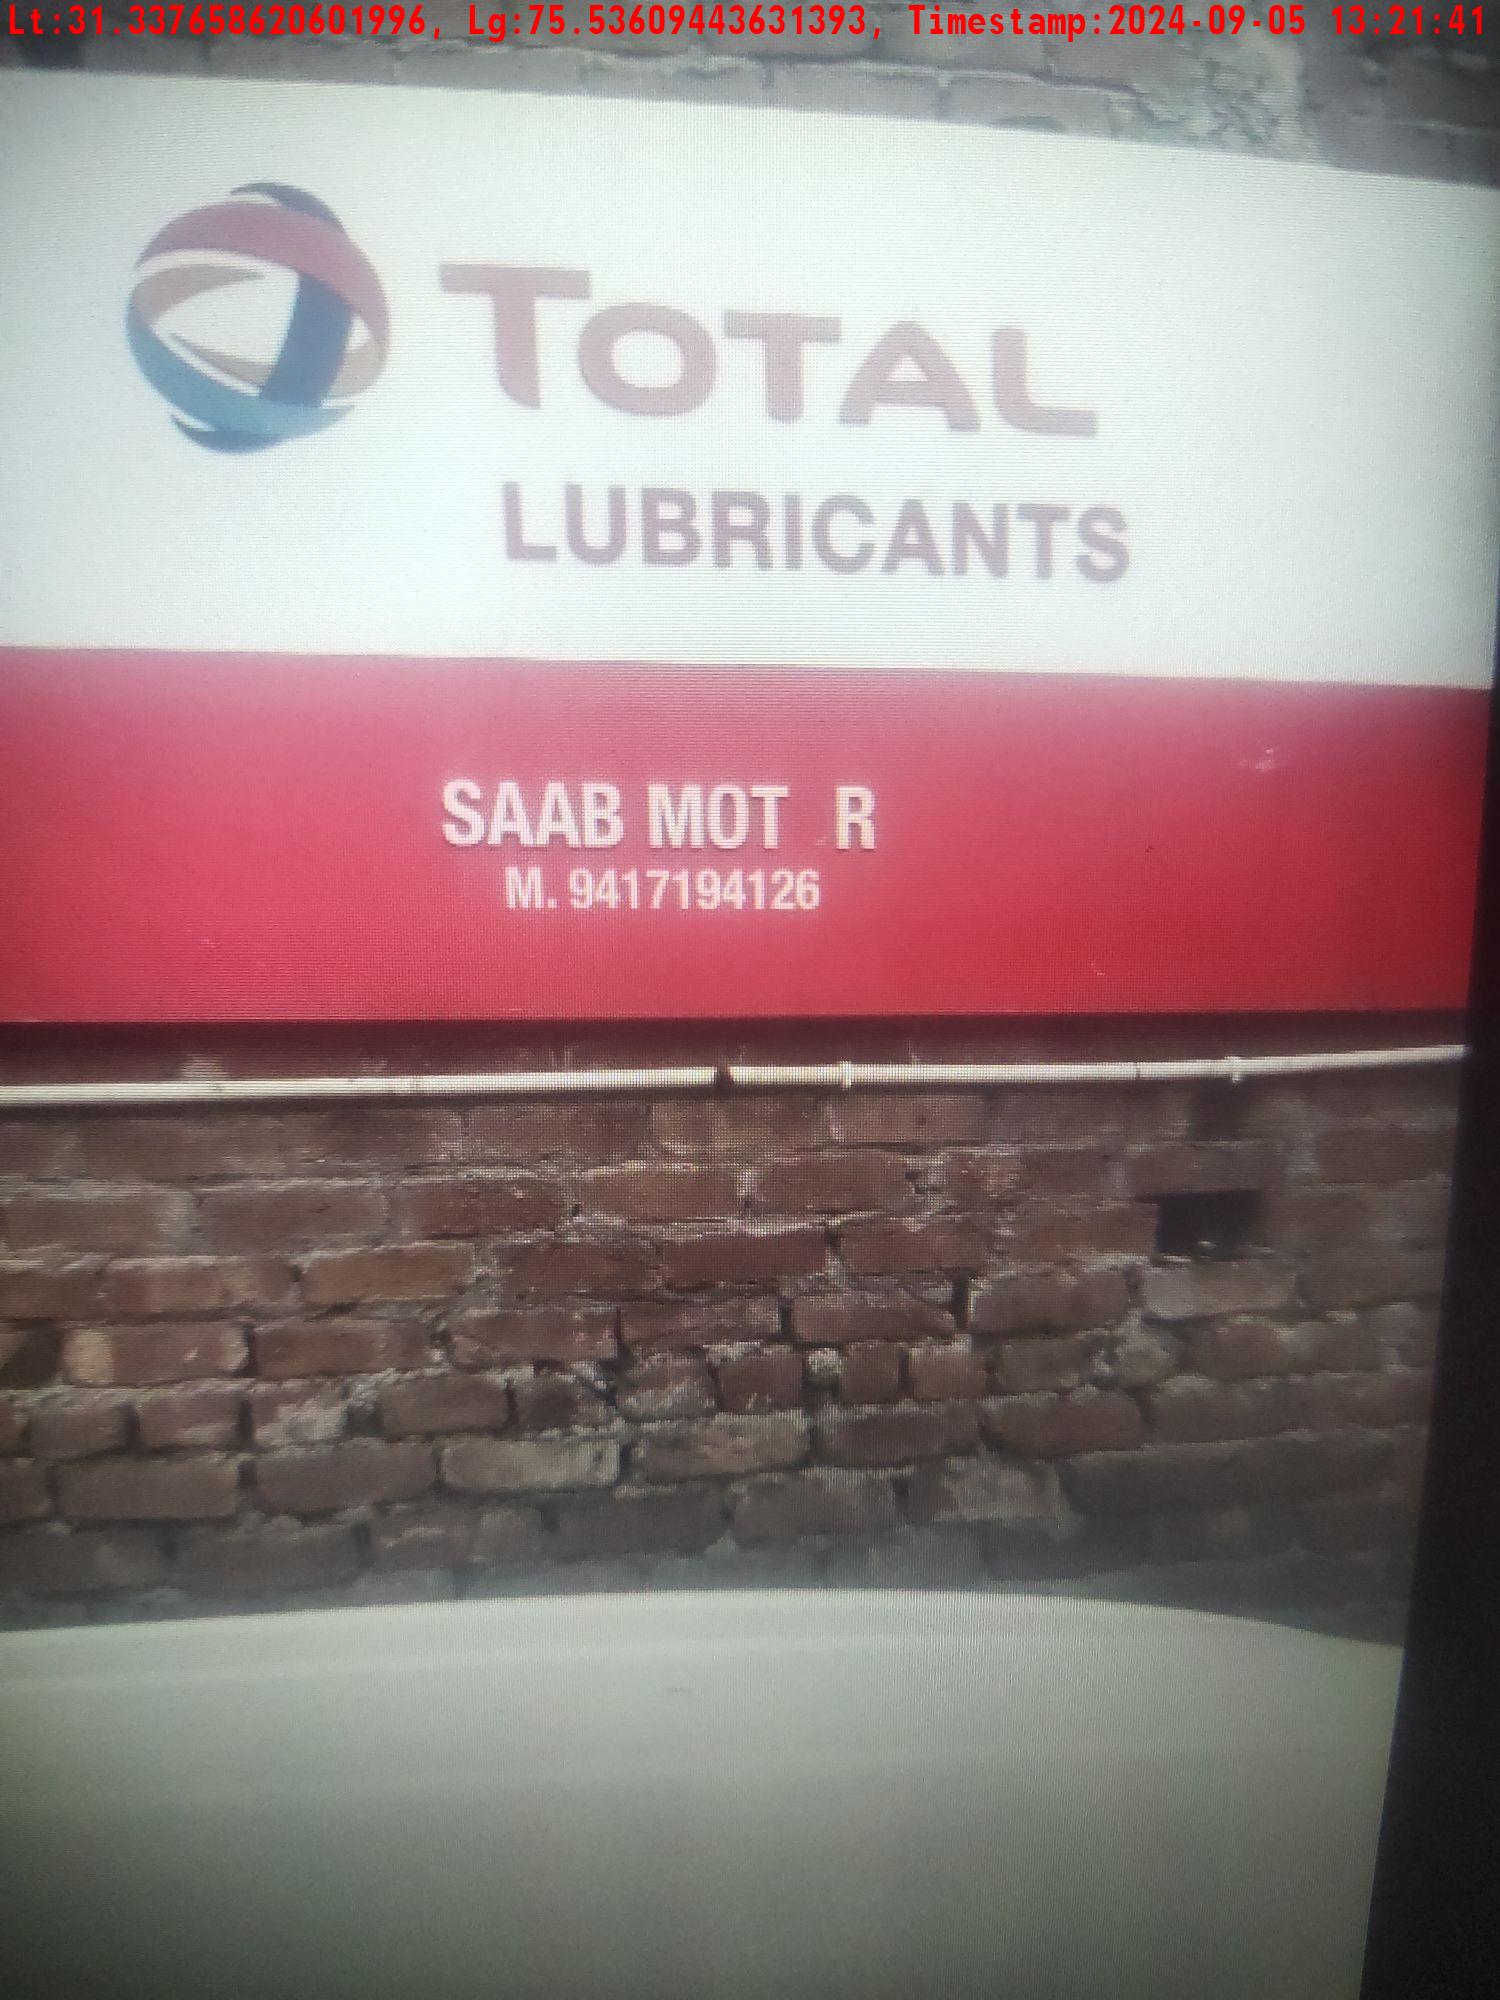 Lt:31.337658620601996, Lg:75.53609443631393, Timestamp:2024-09-05 13:21:41
TOTAL
LUBRICANTS
SAAB MOT R
M. 9417194126